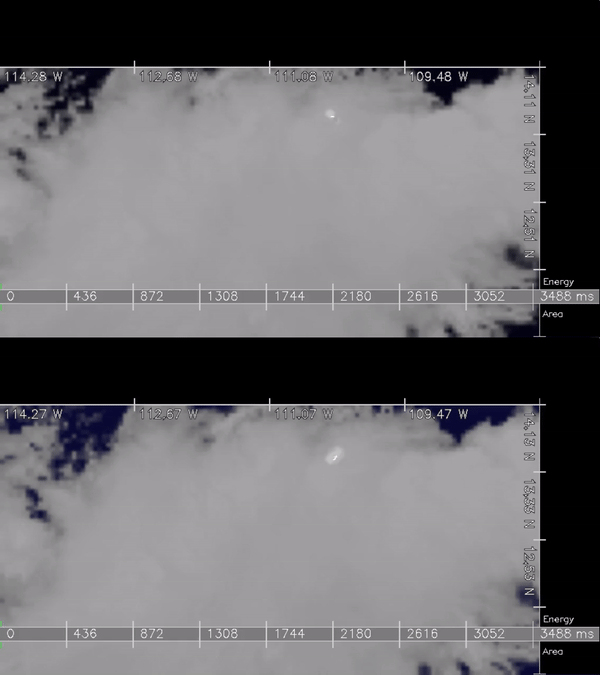 114.28 W 112.68 W 111.08 W 109.48 W
14.11 N
13.31 N
12.51 N
Energy
0 436 872 1308 1744 2180 2616 3052 3488 ms
Area
114.27 W 112.67 W 111.07 W 109.47 W
14.13 N
13.33 N
12.53 N
Energy
0 436 872 1308 1744 2180 2616 3052 3488 ms
Area